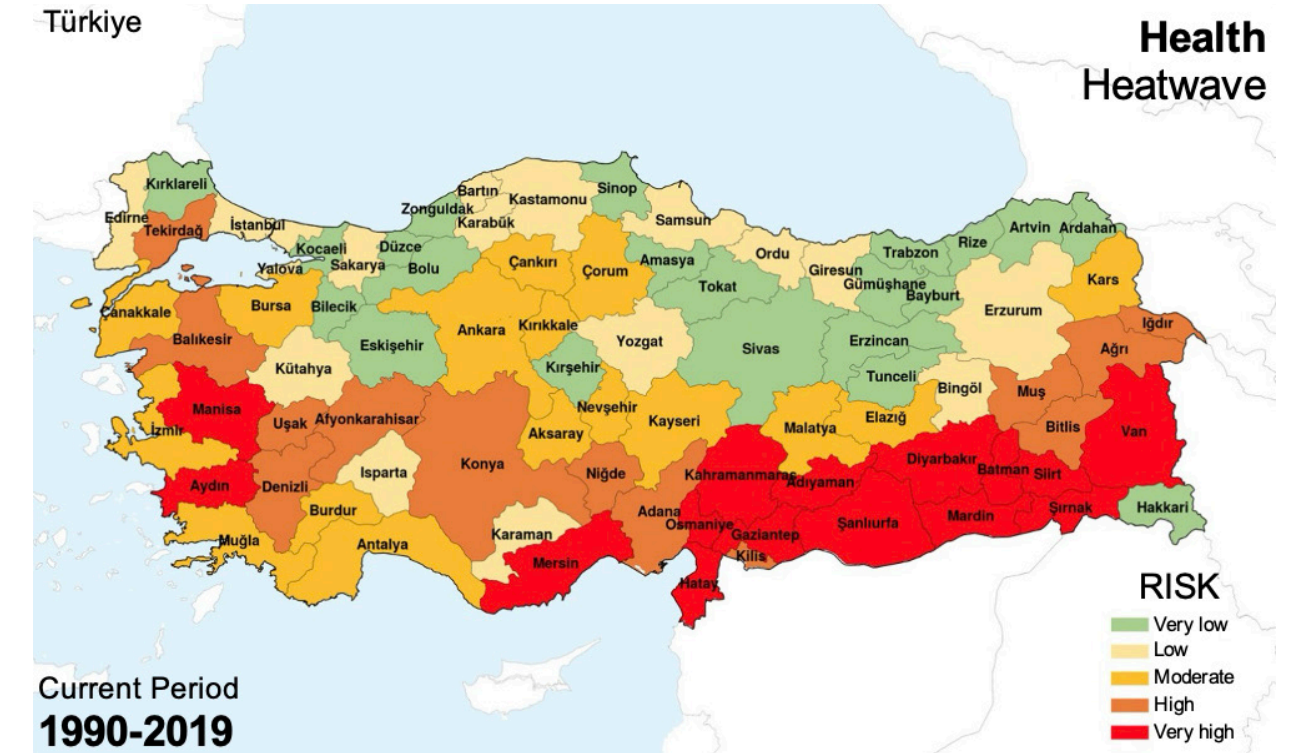 Türkiye
Health
Heatwave
Kırklareli
Edirne
Tekirdağ
İstanbul
Kocaeli
Yalova
Sakarya
Düzce
Bolu
Zonguldak
Bartın
Karabük
Kastamonu
Sinop
Samsun
Ordu
Giresun
Trabzon
Gümüşhane
Bayburt
Rize
Artvin
Ardahan
Kars
Iğdır
Ağrı
Erzurum
Çanakkale
Balıkesir
Bursa
Bilecik
Eskişehir
Kütahya
Ankara
Çankırı
Çorum
Kırıkkale
Kırşehir
Yozgat
Amasya
Tokat
Sivas
Erzincan
Tunceli
Bingöl
Muş
Bitlis
Van
Manisa
İzmir
Uşak
Afyonkarahisar
Aydın
Denizli
Isparta
Burdur
Muğla
Antalya
Konya
Aksaray
Nevşehir
Kayseri
Niğde
Karaman
Mersin
Adana
Osmaniye
Hatay
Kilis
Gaziantep
Kahramanmaraş
Malatya
Elazığ
Adıyaman
Şanlıurfa
Diyarbakır
Mardin
Batman
Siirt
Şırnak
Hakkari
RISK
Very low
Low
Moderate
High
Very high
Current Period
1990-2019